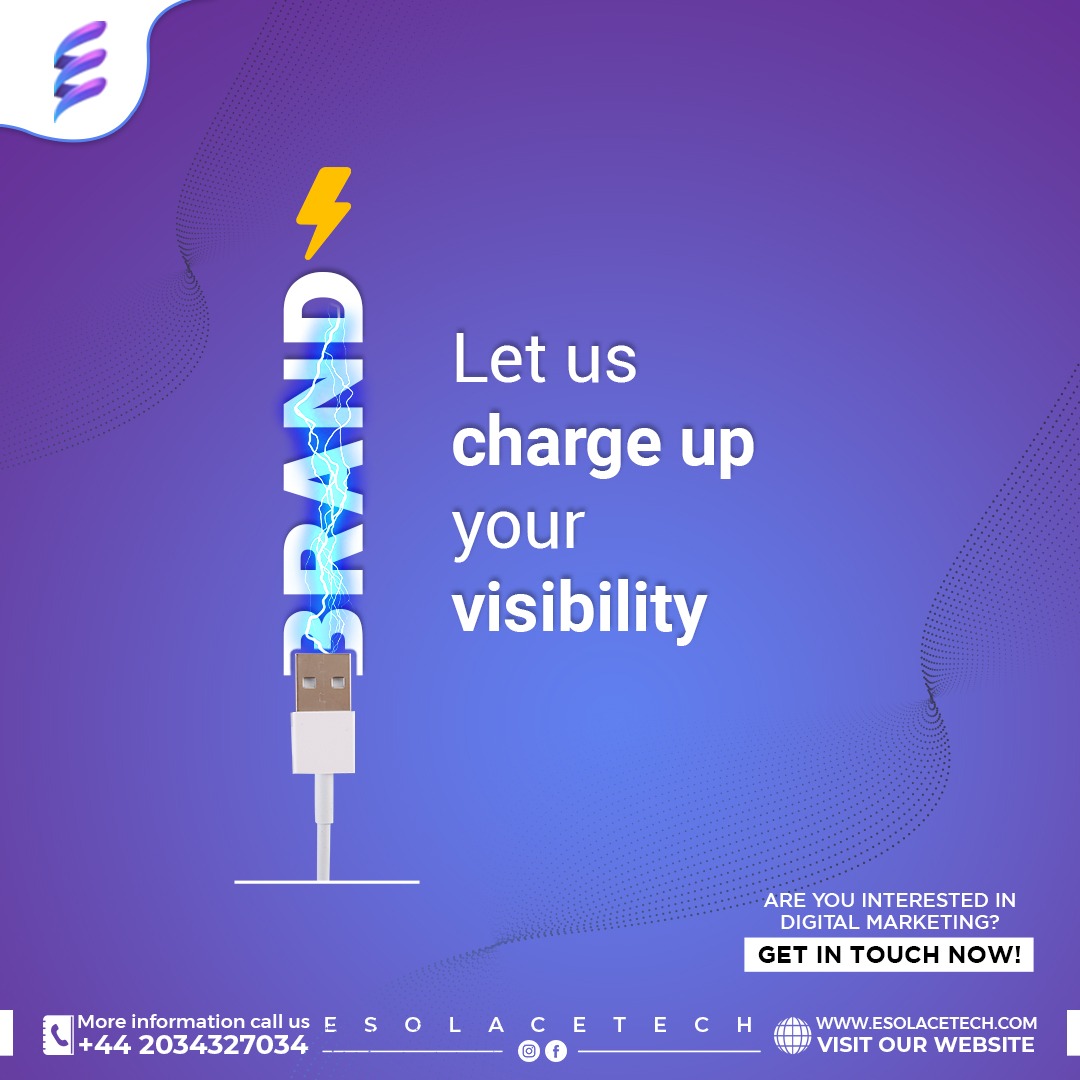 BRAND
Let us
charge up
your
visibility
ARE YOU INTERESTED IN
DIGITAL MARKETING?
GET IN TOUCH NOW!
More information call us
+44 2034327034
ESOLACETECH
WWW.ESOLACETECH.COM
VISIT OUR WEBSITE